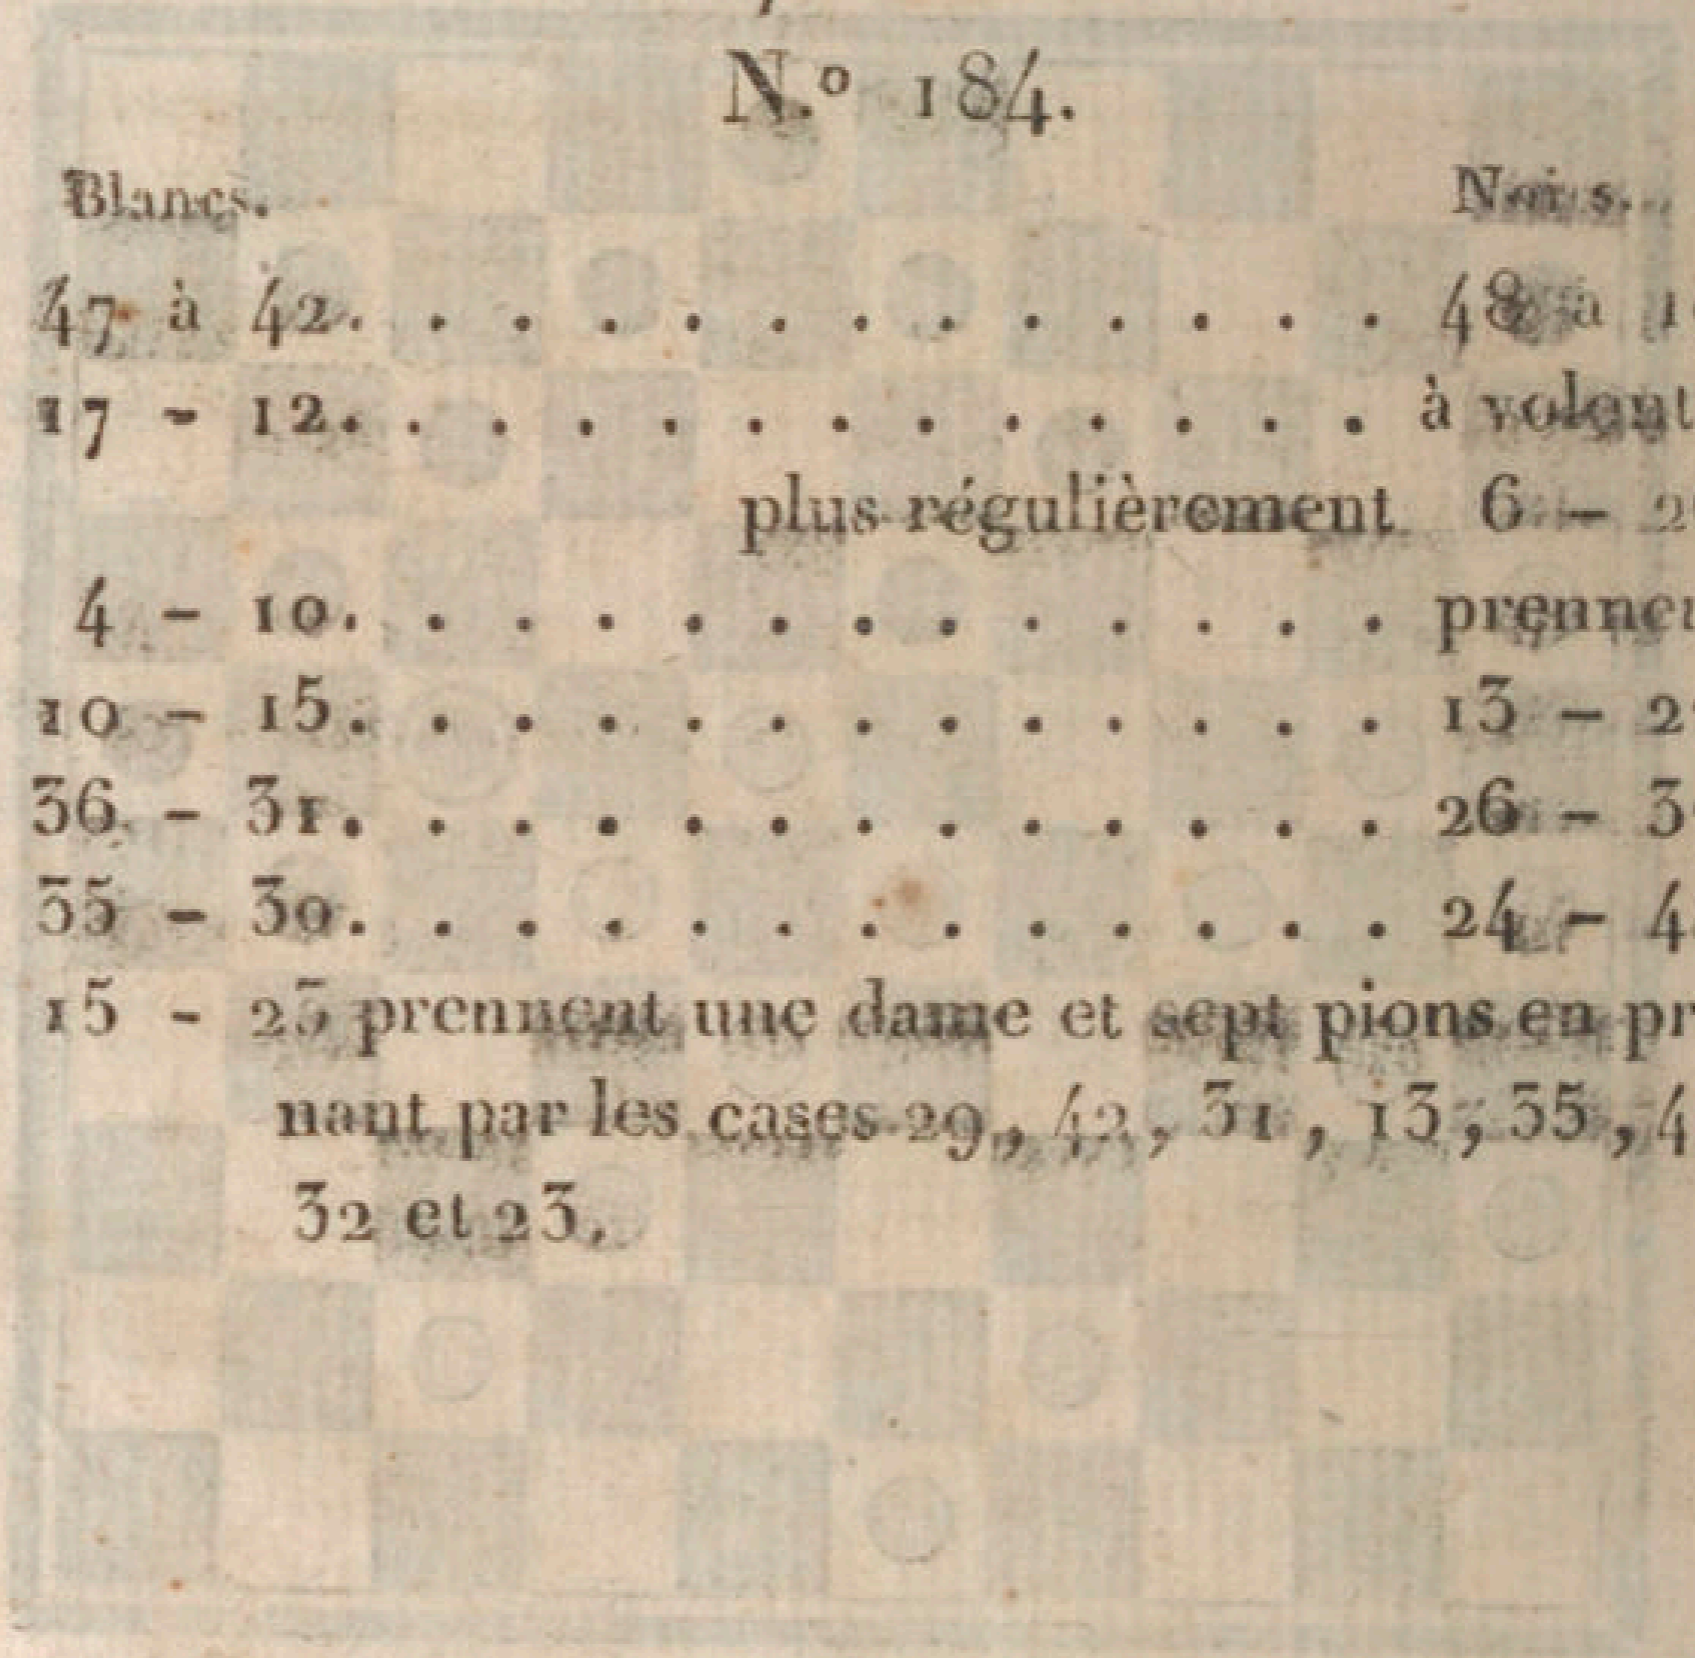 N.º 184.
Blancs. Noirs.
47 à 42. . . . . . . . . . . . . 48 à
17 - 12. . . . . . . . . . . . . à
plus régulièrement 6 -
4 - 10. . . . . . . . . . . . .
10 - 15. . . . . . . . . . . . . 13 -
36 - 31. . . . . . . . . . . . . 26 -
35 - 30. . . . . . . . . . . . . 24 -
15 - 25 prennent une dame et sept pions en
nant par les cases 29, 42, 31, 13, 35,
32 et 23.